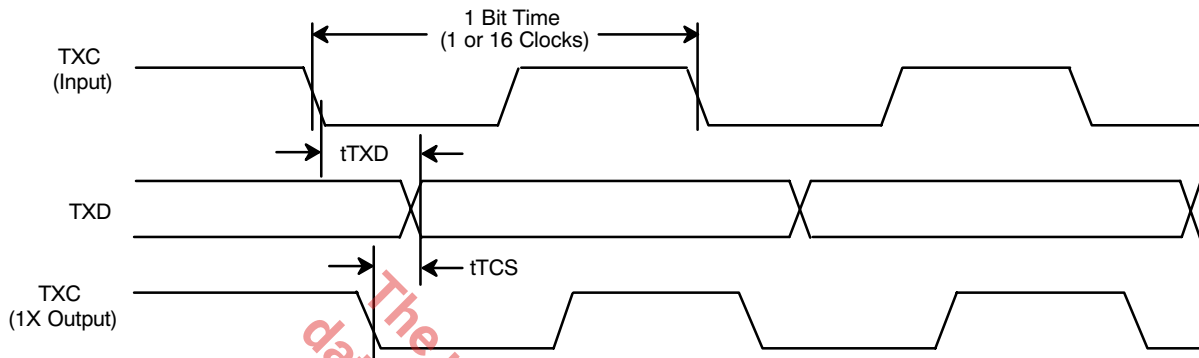 1 Bit Time
(1 or 16 Clocks)
TXC
(Input)
tTXD
TXD
tTCS
TXC
(1X Output)
The